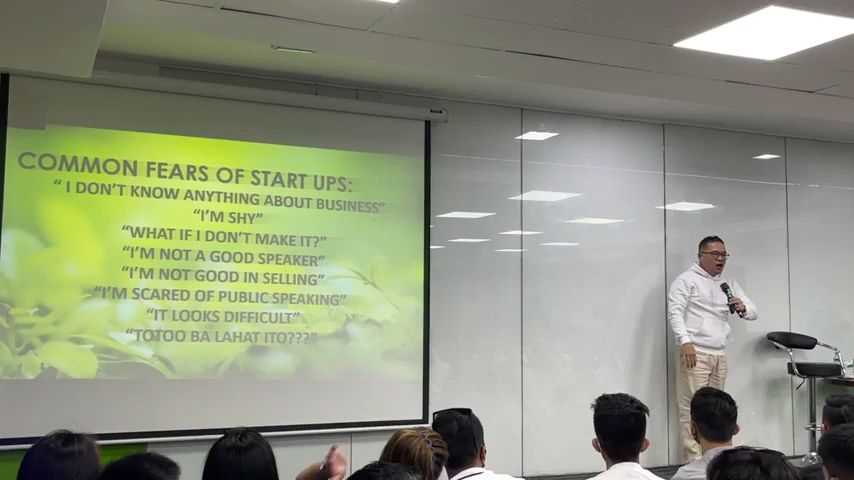 COMMON FEARS OF START UPS:
“ I DON’T KNOW ANYTHING ABOUT BUSINESS”
“I’M SHY”
“WHAT IF I DON’T MAKE IT?”
“I’M NOT A GOOD SPEAKER”
“I’M NOT GOOD IN SELLING”
“I’M SCARED OF PUBLIC SPEAKING”
“IT LOOKS DIFFICULT”
“TOTOO BA LAHAT ITO???”